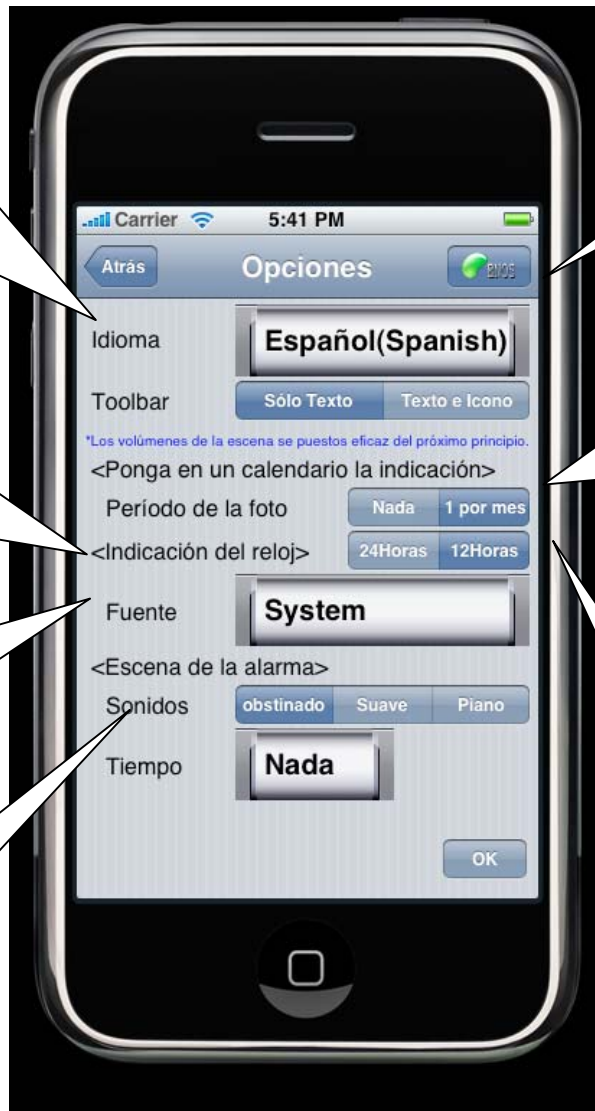 Carrier 5:41 PM
Atrás Opciones BNOS
Idioma Español(Spanish)
Toolbar Sólo Texto Texto e Icono
*Los volúmenes de la escena se puestos eficaz del próximo principio.
<Ponga en un calendario la indicación>
Período de la foto Nada 1 por mes
<Indicación del reloj> 24Horas 12Horas
Fuente System
<Escena de la alarma>
Sonidos obstinado Suave Piano
Tiempo Nada
OK